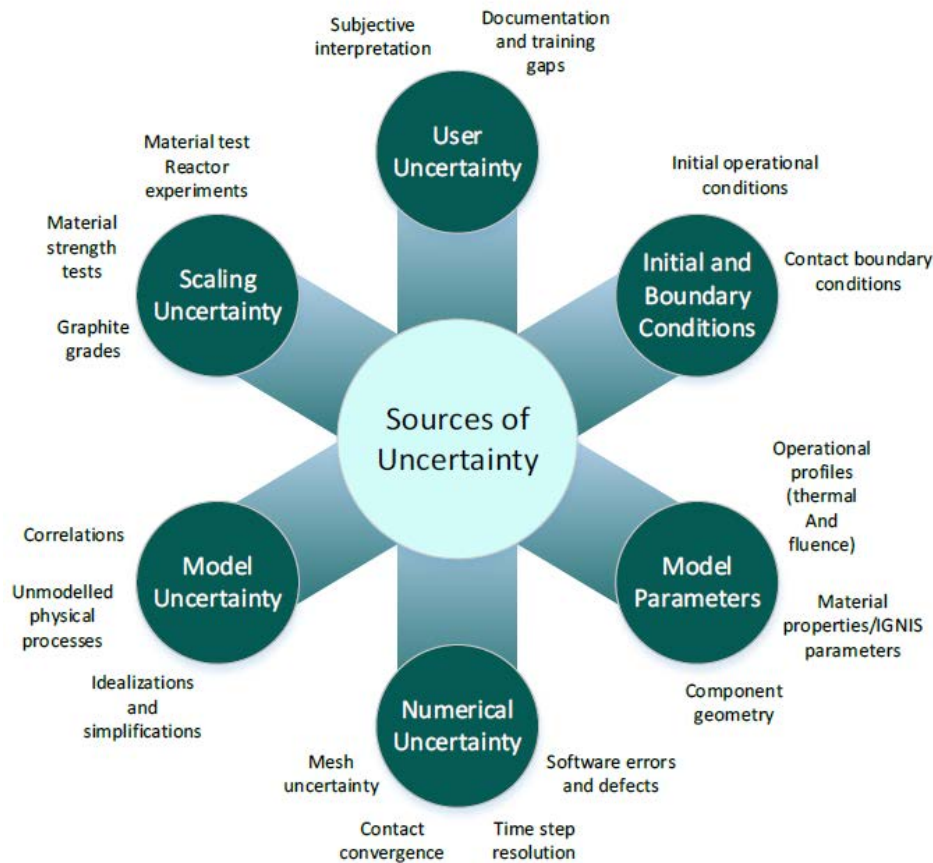 Subjective
interpretation
Documentation
and training
gaps
User
Uncertainty
Material test
Reactor
experiments
Material
strength
tests
Graphite
grades
Scaling
Uncertainty
Initial operational
conditions
Contact boundary
conditions
Initial and
Boundary
Conditions
Sources of
Uncertainty
Correlations
Unmodelled
physical
processes
Idealizations
and
simplifications
Model
Uncertainty
Operational
profiles
(thermal
And
fluence)
Material
properties/IGNIS
parameters
Component
geometry
Model
Parameters
Numerical
Uncertainty
Mesh
uncertainty
Contact
convergence
Time step
resolution
Software errors
and defects